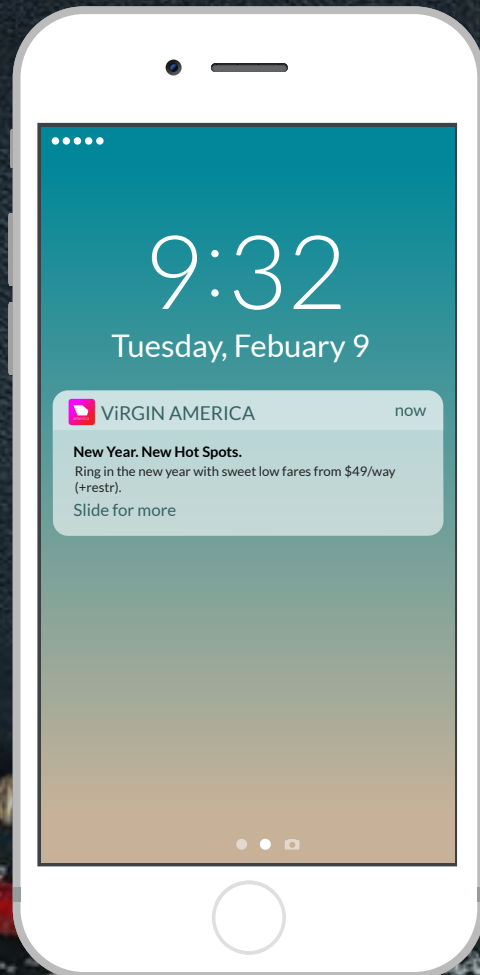 9:32
Tuesday, Febuary 9
ViRGIN AMERICA
now
New Year. New Hot Spots.
Ring in the new year with sweet low fares from $49/way
(+restr).
Slide for more